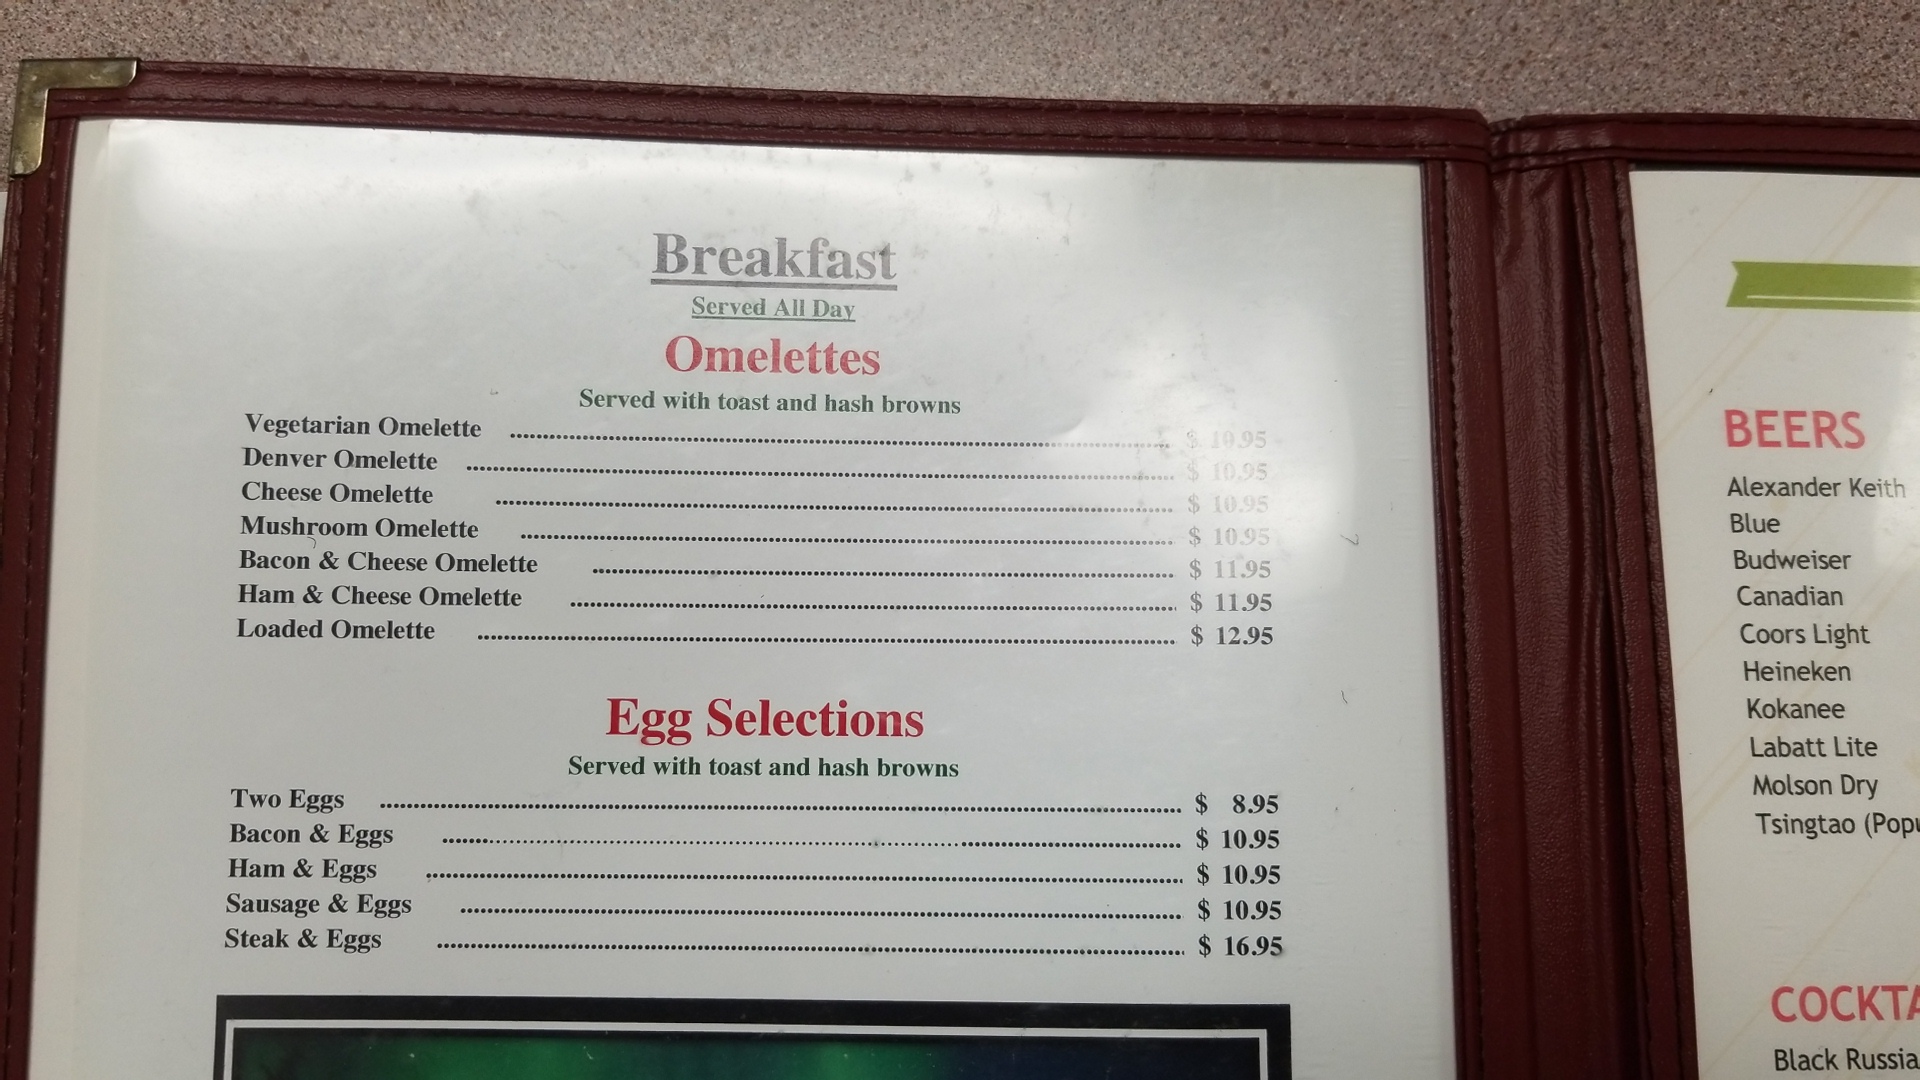 Breakfast
Served All Day
Omelettes
Served with toast and hash browns
Vegetarian Omelette ........ $ 10.95
Denver Omelette ........ $ 10.95
Cheese Omelette ........ $ 10.95
Mushroom Omelette ........ $ 10.95
Bacon & Cheese Omelette ........ $ 11.95
Ham & Cheese Omelette ........ $ 11.95
Loaded Omelette ........ $ 12.95
Egg Selections
Served with toast and hash browns
Two Eggs ........ $ 8.95
Bacon & Eggs ........ $ 10.95
Ham & Eggs ........ $ 10.95
Sausage & Eggs ........ $ 10.95
Steak & Eggs ........ $ 16.95
BEERS
Alexander Keith
Blue
Budweiser
Canadian
Coors Light
Heineken
Kokanee
Labatt Lite
Molson Dry
Tsingtao (Popu
COCKTA
Black Russia